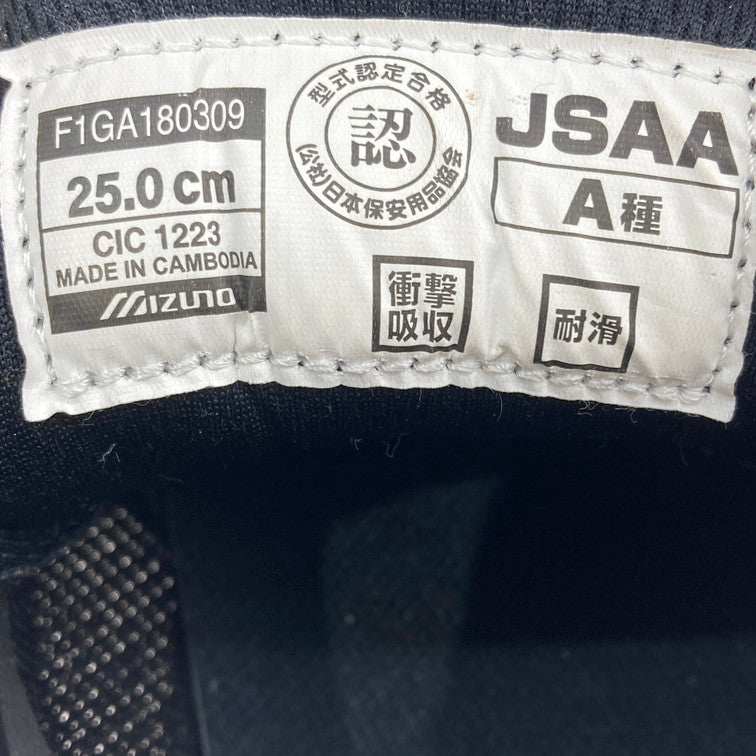 F1GA180309
25.0 cm
CIC 1223
MADE IN CAMBODIA
MIZUNO
型式認定合格
認
(公社)日本保安用品協会
JSAA
A種
衝撃
吸収
耐滑